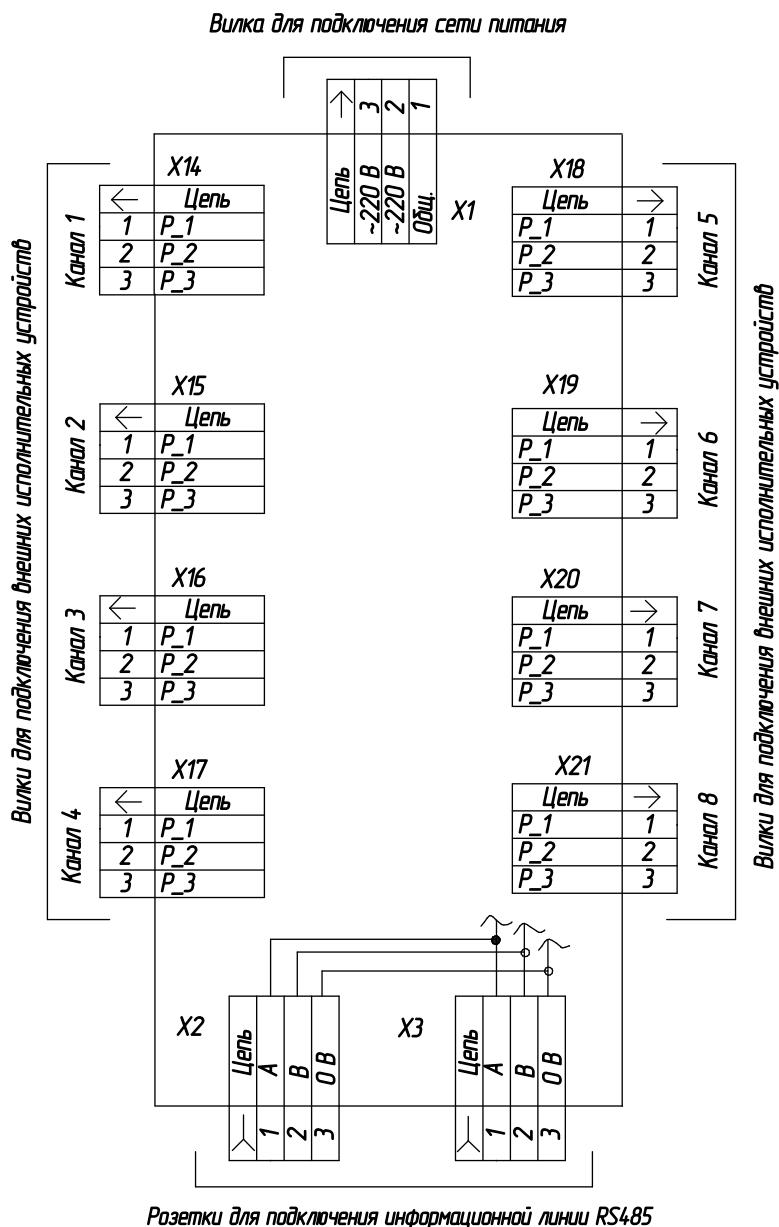 Вилка для подключения сети питания
Цепь
~220 В 3
~220 В 2
Общ. 1
X1
Вилки для подключения внешних исполнительных устройств
Канал 1
X14
Цепь
1 P_1
2 P_2
3 P_3
Канал 2
X15
Цепь
1 P_1
2 P_2
3 P_3
Канал 3
X16
Цепь
1 P_1
2 P_2
3 P_3
Канал 4
X17
Цепь
1 P_1
2 P_2
3 P_3
X18
Цепь
P_1 1
P_2 2
P_3 3
Канал 5
X19
Цепь
P_1 1
P_2 2
P_3 3
Канал 6
X20
Цепь
P_1 1
P_2 2
P_3 3
Канал 7
X21
Цепь
P_1 1
P_2 2
P_3 3
Канал 8
Вилки для подключения внешних исполнительных устройств
X2
Цепь
1 A
2 B
3 0 В
X3
Цепь
1 A
2 B
3 0 В
Розетки для подключения информационной линии RS485